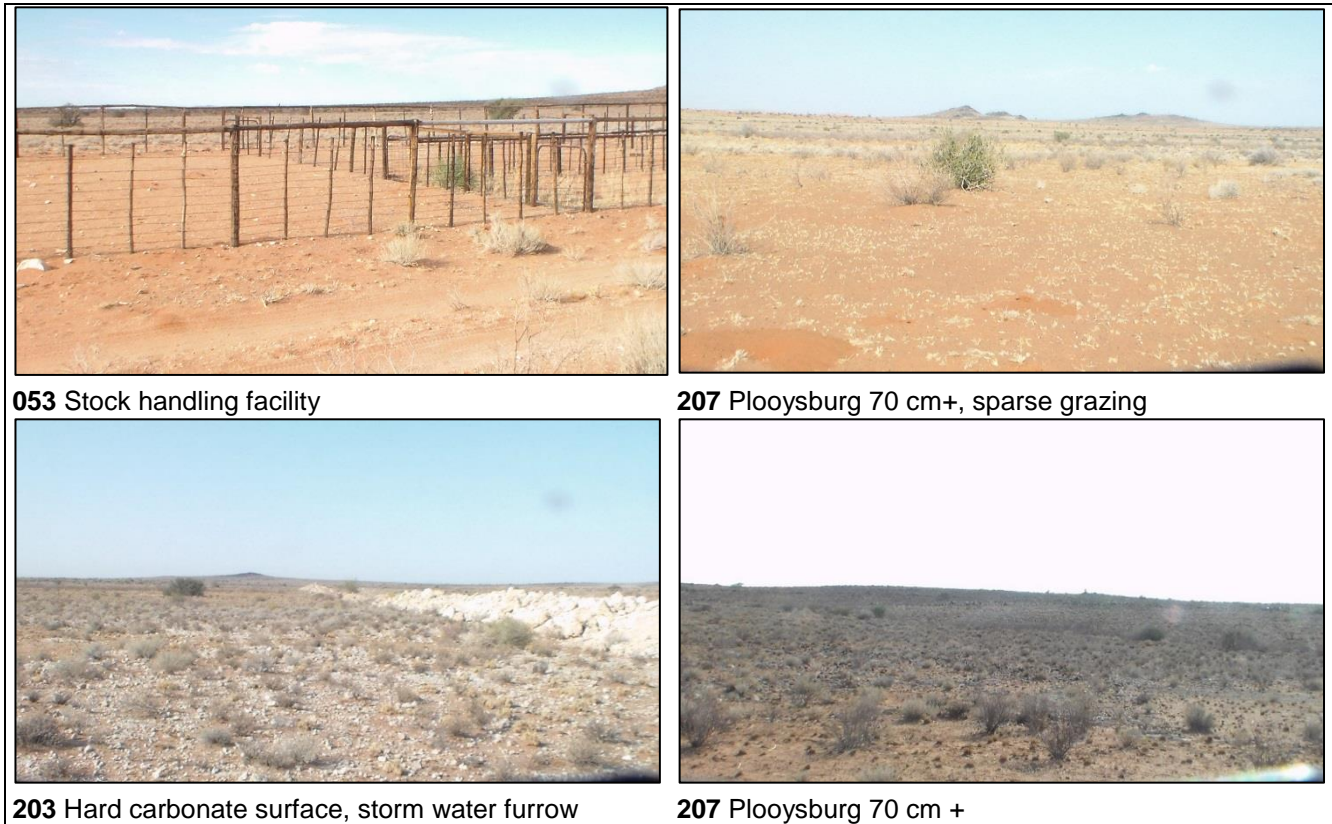 053 Stock handling facility
207 Plooysburg 70 cm+, sparse grazing
203 Hard carbonate surface, storm water furrow
207 Plooysburg 70 cm +